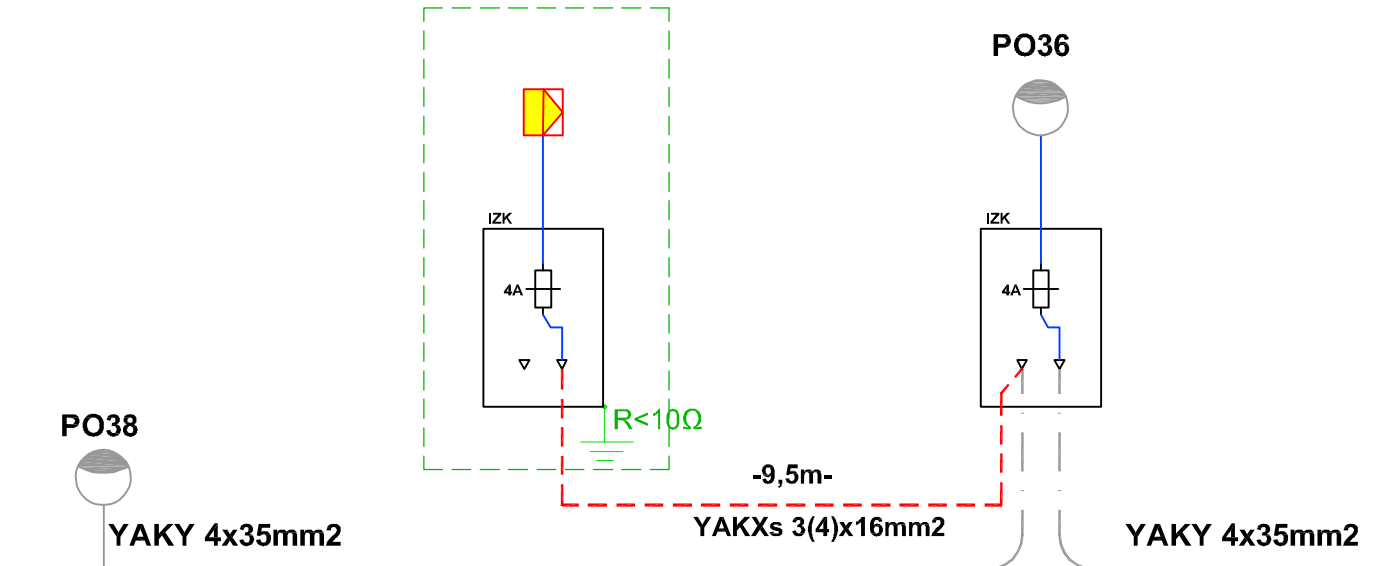 PO36
IZK
IZK
4A
4A
PO38
R<10Ω
-9,5m-
YAKY 4x35mm2
YAKXs 3(4)x16mm2
YAKY 4x35mm2